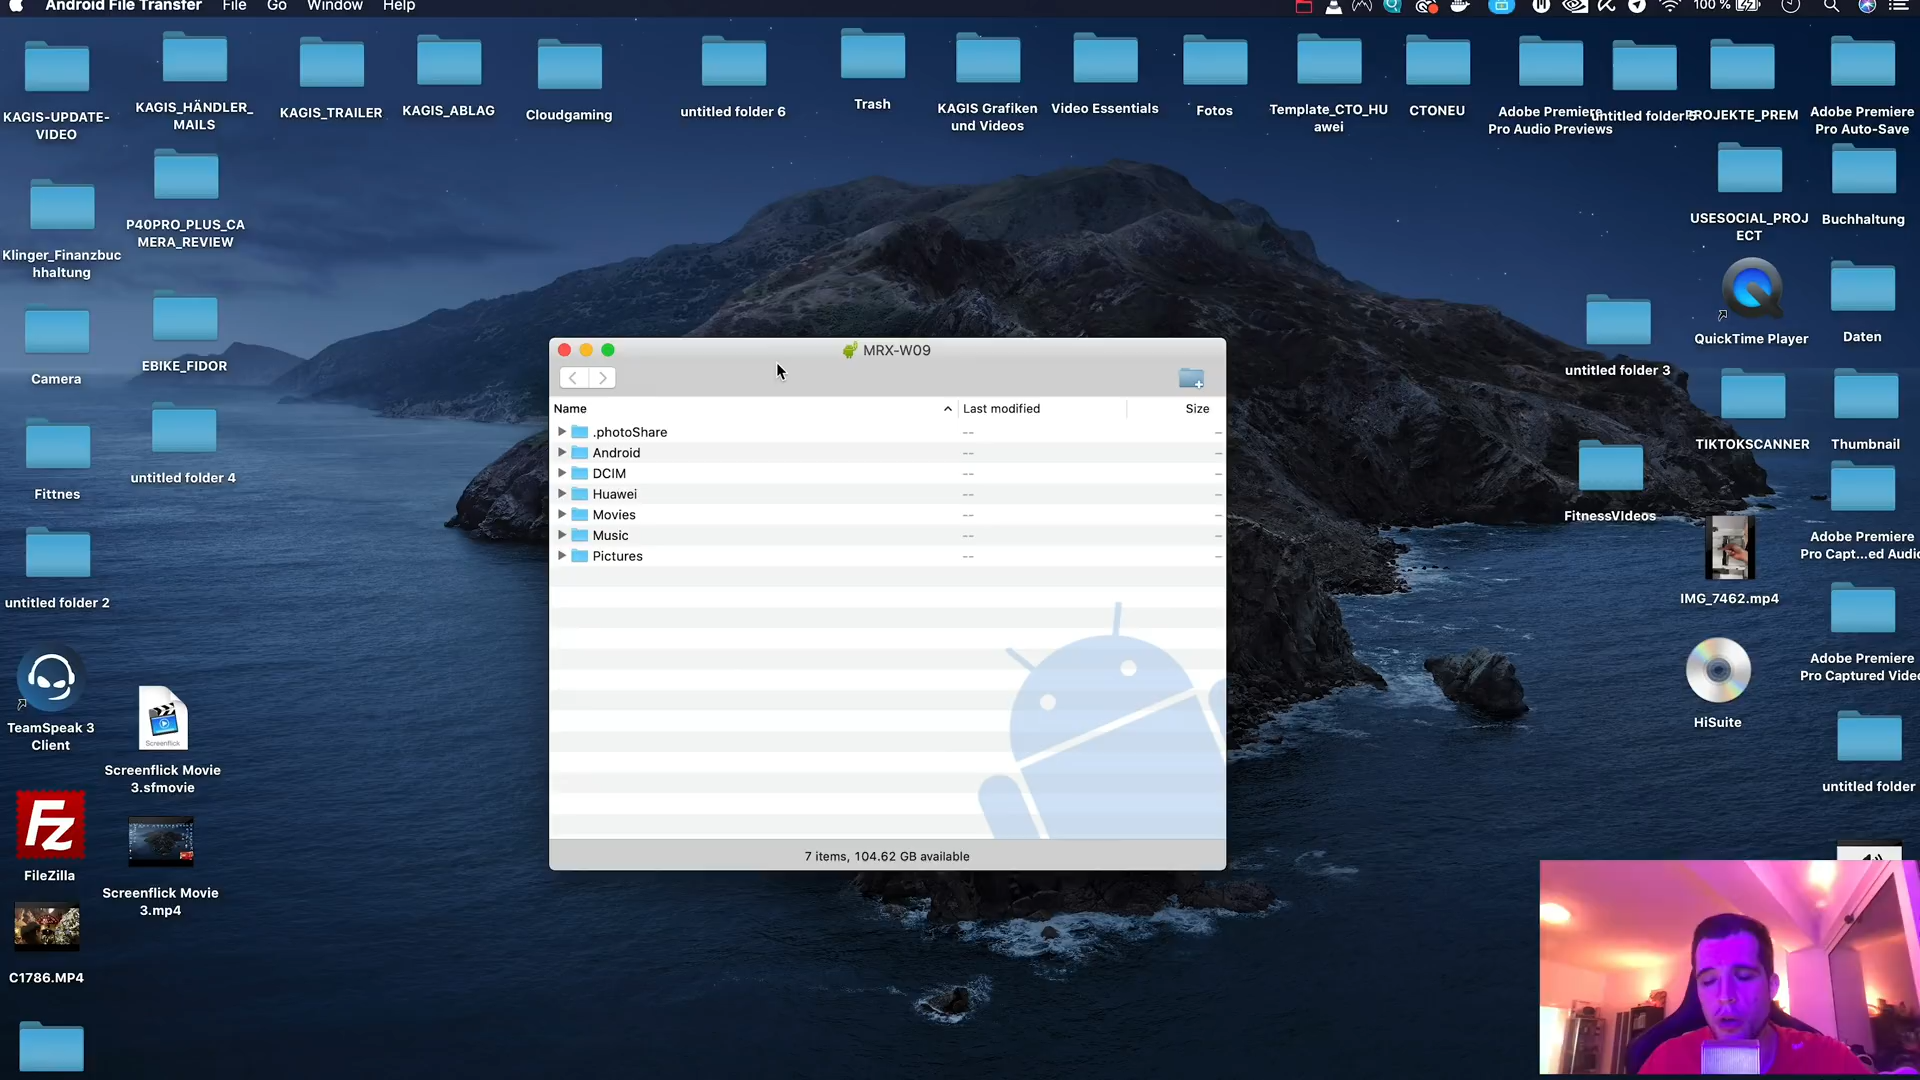 Android File Transfer File Go Window Help
100 %
KAGIS-UPDATE-
VIDEO
KAGIS_HÄNDLER_
MAILS
KAGIS_TRAILER
KAGIS_ABLAG
Cloudgaming
untitled folder 6
Trash
KAGIS Grafiken
und Videos
Video Essentials
Fotos
Template_CTO_HU
awei
CTONEU
Adobe Premiere
Pro Audio Previews
untitled folder 5
PROJEKTE_PREM
Adobe Premiere
Pro Auto-Save
Klinger_Finanzbuc
hhaltung
P40PRO_PLUS_CA
MERA_REVIEW
USESOCIAL_PROJ
ECT
Buchhaltung
Camera
EBIKE_FIDOR
untitled folder 3
QuickTime Player
Daten
Fittnes
untitled folder 4
FitnessVIdeos
TIKTOKSCANNER
Thumbnail
untitled folder 2
IMG_7462.mp4
Adobe Premiere
Pro Capt...ed Audio
TeamSpeak 3
Client
Screenflick
Screenflick Movie
3.sfmovie
HiSuite
Adobe Premiere
Pro Captured Video
untitled folder
Fz
FileZilla
Screenflick Movie
3.mp4
C1786.MP4
MRX-W09
Name Last modified Size
.photoShare -- --
Android -- --
DCIM -- --
Huawei -- --
Movies -- --
Music -- --
Pictures -- --
7 items, 104.62 GB available